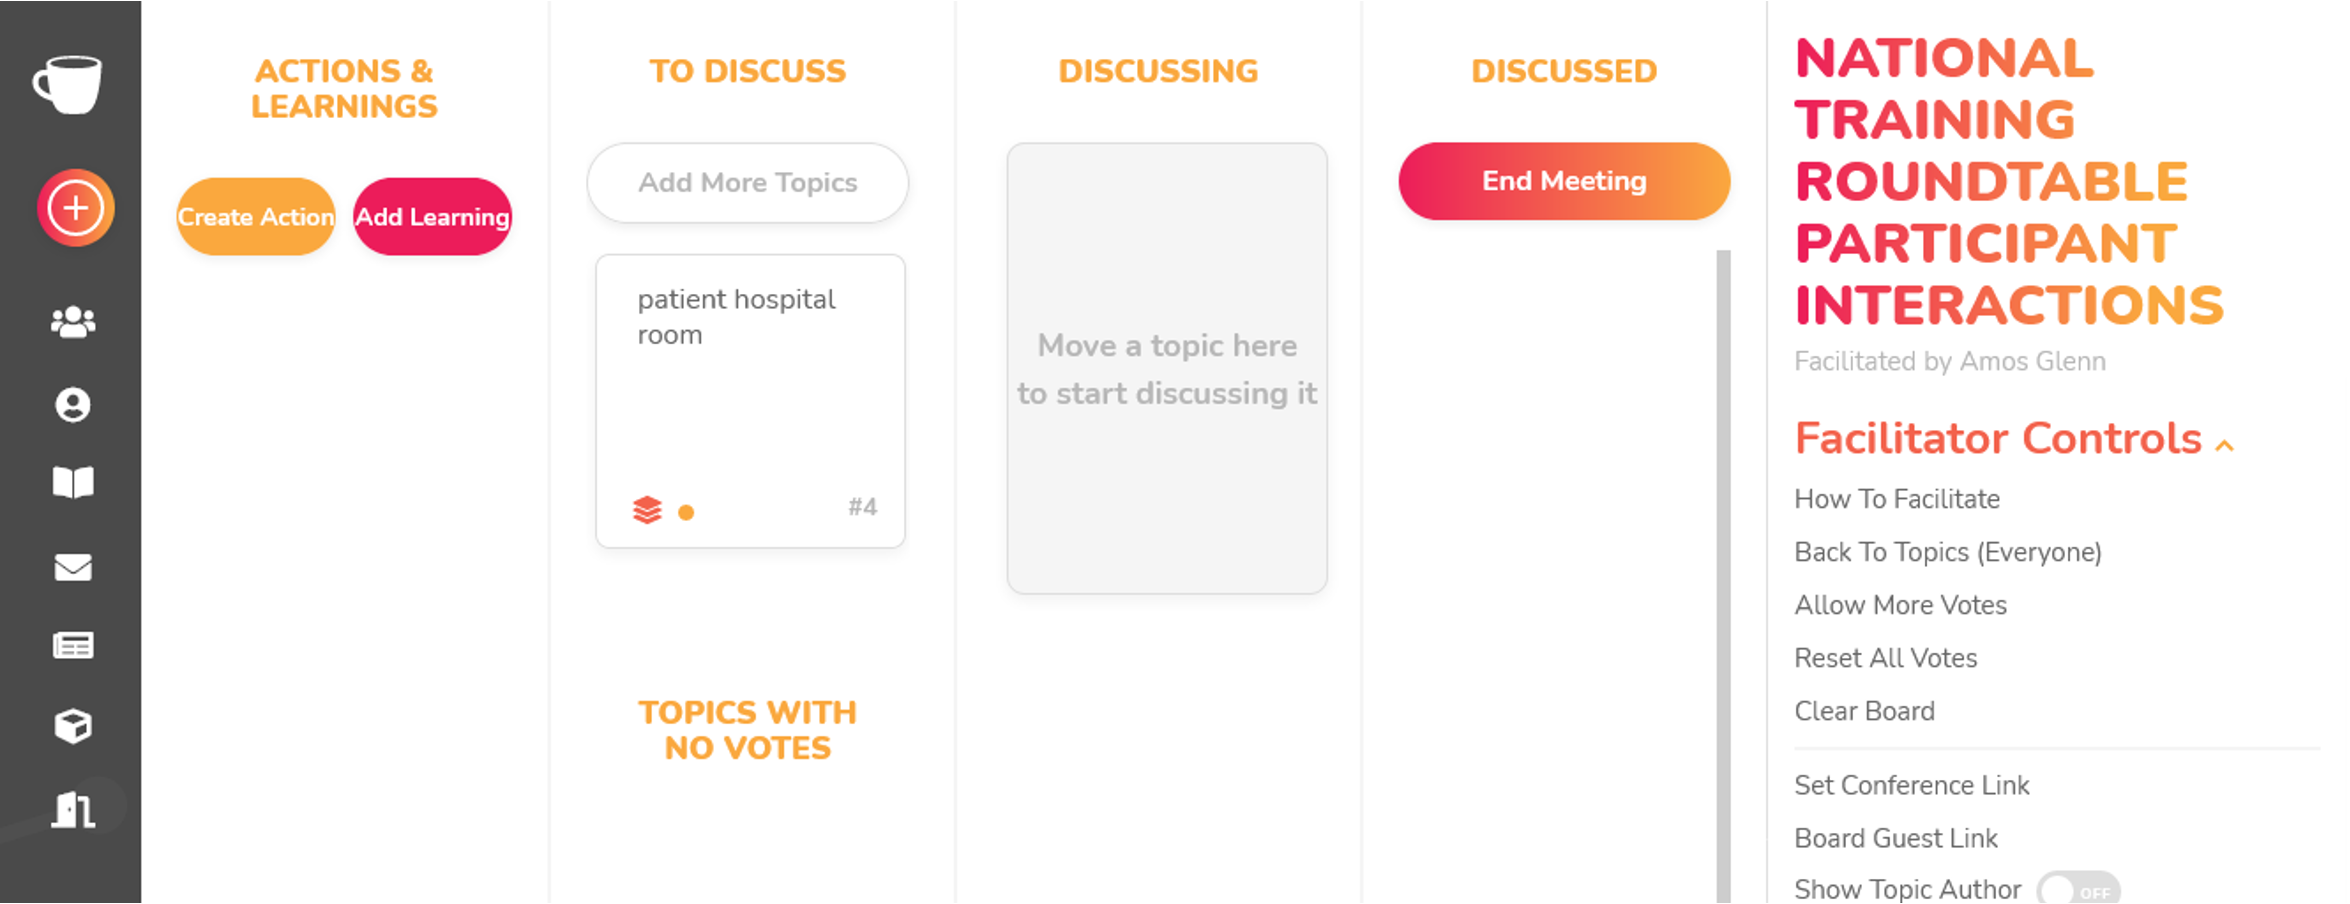 ACTIONS &
LEARNINGS
Create Action
Add Learning
TO DISCUSS
Add More Topics
patient hospital
room
#4
TOPICS WITH
NO VOTES
DISCUSSING
Move a topic here
to start discussing it
DISCUSSED
End Meeting
NATIONAL
TRAINING
ROUNDTABLE
PARTICIPANT
INTERACTIONS
Facilitated by Amos Glenn
Facilitator Controls
How To Facilitate
Back To Topics (Everyone)
Allow More Votes
Reset All Votes
Clear Board
Set Conference Link
Board Guest Link
Show Topic Author OFF